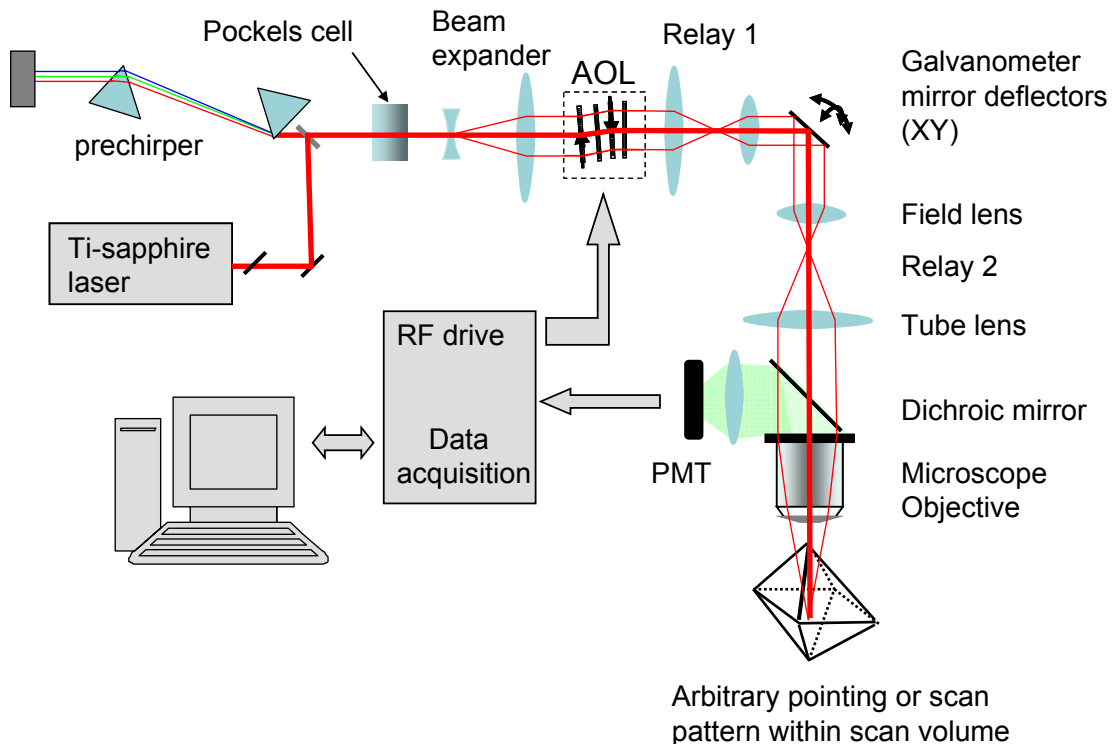 Pockels cell
Beam
expander
Relay 1
AOL
Galvanometer
mirror deflectors
(XY)
prechirper
Field lens
Ti-sapphire
laser
Relay 2
RF drive
Tube lens
Dichroic mirror
Data
acquisition
PMT
Microscope
Objective
Arbitrary pointing or scan
pattern within scan volume